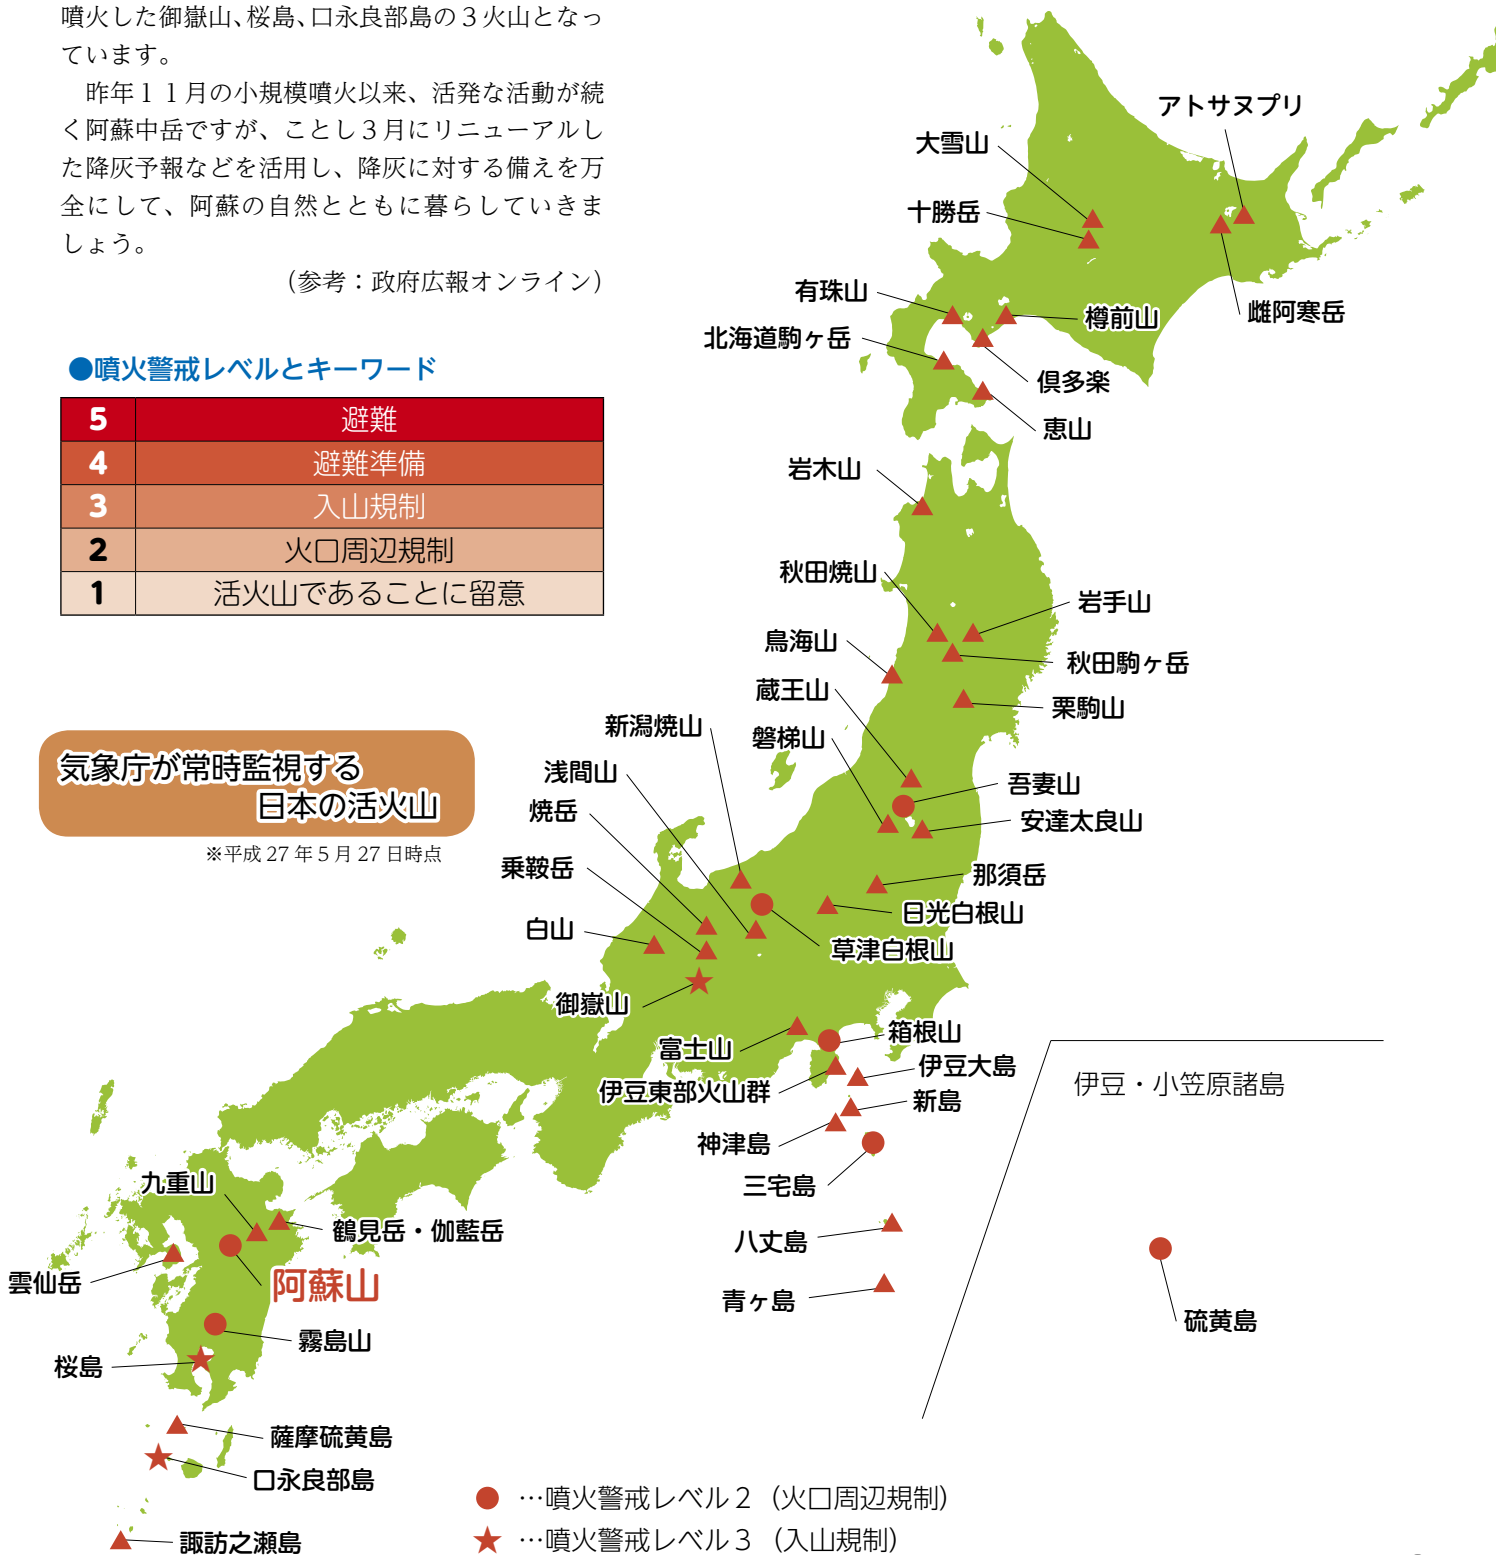 噴火した御嶽山、桜島、口永良部島の３火山となっ
ています。
　昨年１１月の小規模噴火以来、活発な活動が続
く阿蘇中岳ですが、ことし３月にリニューアルし
た降灰予報などを活用し、降灰に対する備えを万
全にして、阿蘇の自然とともに暮らしていきま
しょう。
（参考：政府広報オンライン）
●噴火警戒レベルとキーワード
5 避難
4 避難準備
3 入山規制
2 火口周辺規制
1 活火山であることに留意
気象庁が常時監視する
日本の活火山
※平成 27 年 5 月 27 日時点
アトサヌプリ
大雪山
十勝岳
有珠山
樽前山
雌阿寒岳
北海道駒ヶ岳
倶多楽
恵山
岩木山
秋田焼山
岩手山
鳥海山
秋田駒ヶ岳
蔵王山
栗駒山
新潟焼山
磐梯山
浅間山
吾妻山
焼岳
安達太良山
乗鞍岳
那須岳
日光白根山
白山
草津白根山
御嶽山
箱根山
富士山
伊豆大島
伊豆東部火山群
新島
神津島
三宅島
八丈島
青ヶ島
伊豆・小笠原諸島
硫黄島
九重山
鶴見岳・伽藍岳
雲仙岳
阿蘇山
霧島山
桜島
薩摩硫黄島
口永良部島
諏訪之瀬島
●…噴火警戒レベル２（火口周辺規制）
★…噴火警戒レベル３（入山規制）